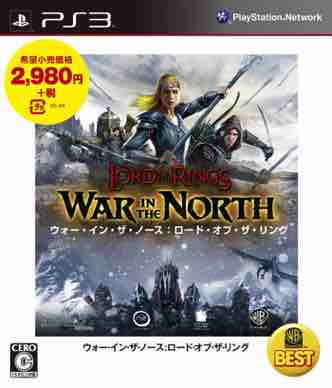 PS3
PlayStation Network
希望小売価格
2,980円
+税
THE
LORD OF THE RINGS
WAR IN THE NORTH
ウォー・イン・ザ・ノース：ロード・オブ・ザ・リング
CERO
C
ウォー・イン・ザ・ノース：ロード・オブ・ザ・リング
WB
BEST